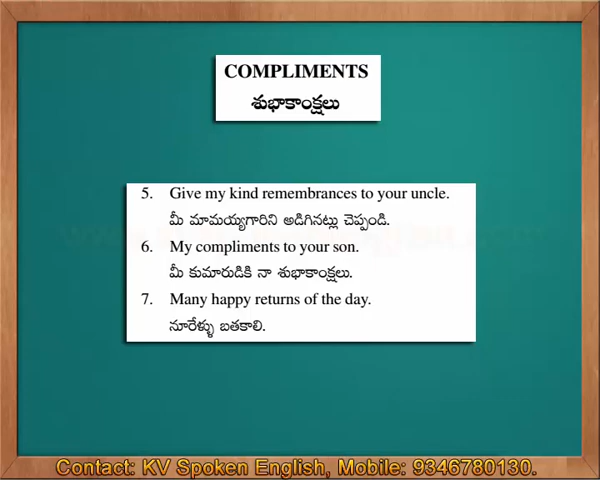 COMPLIMENTS
శుభాకాంక్షలు
5. Give my kind remembrances to your uncle.
మీ మామయ్యగారిని అడిగినట్లు చెప్పండి.
6. My compliments to your son.
మీ కుమారుడికి నా శుభాకాంక్షలు.
7. Many happy returns of the day.
నూరేళ్ళు బతకాలి.
Contact: KV Spoken English, Mobile: 9346780130.